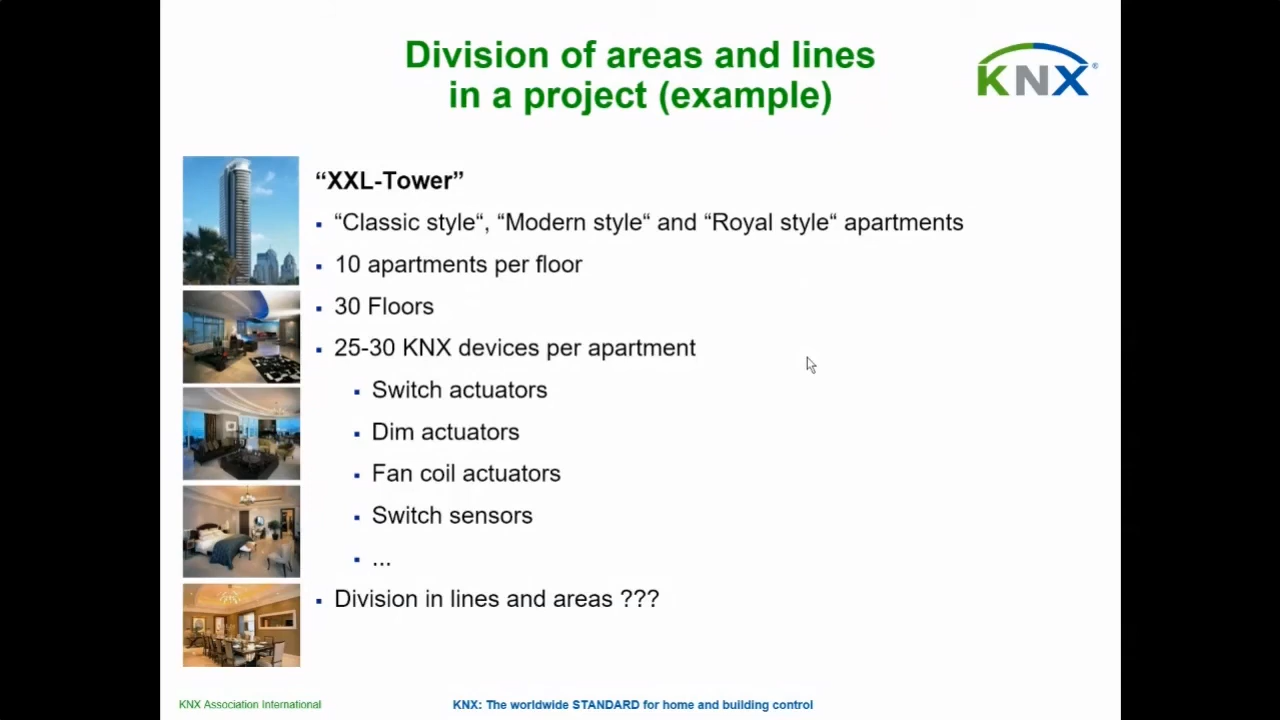 Division of areas and lines
in a project (example)
KNX®
“XXL-Tower”
▪ “Classic style“, “Modern style“ and “Royal style“ apartments
▪ 10 apartments per floor
▪ 30 Floors
▪ 25-30 KNX devices per apartment
▪ Switch actuators
▪ Dim actuators
▪ Fan coil actuators
▪ Switch sensors
▪ ...
▪ Division in lines and areas ???
KNX Association International
KNX: The worldwide STANDARD for home and building control